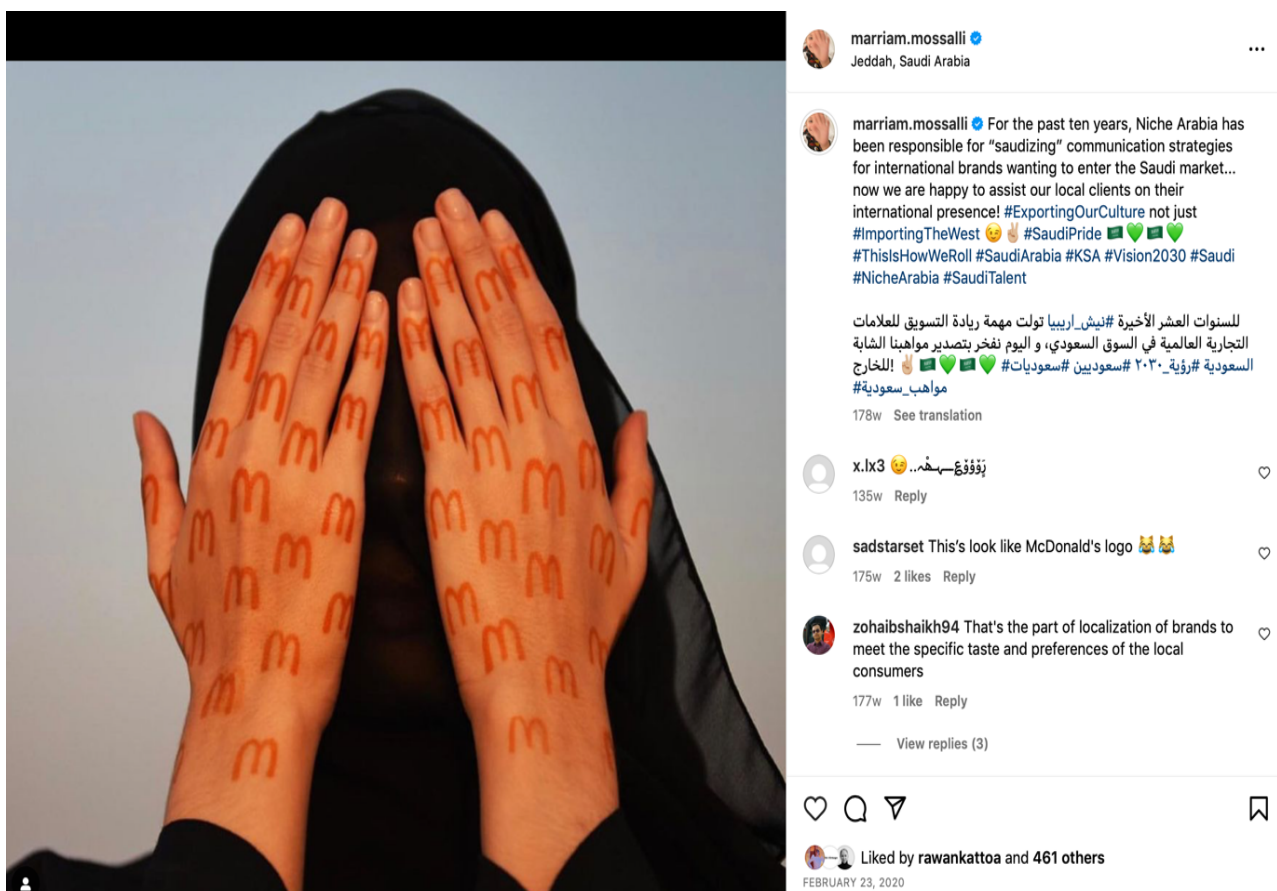 marriam.mossalli
Jeddah, Saudi Arabia
marriam.mossalli For the past ten years, Niche Arabia has
been responsible for “saudizing” communication strategies
for international brands wanting to enter the Saudi market...
now we are happy to assist our local clients on their
international presence! #ExportingOurCulture not just
#ImportingTheWest 😉✌🏼 #SaudiPride 🇸🇦💚🇸🇦💚
#ThisIsHowWeRoll #SaudiArabia #KSA #Vision2030 #Saudi
#NicheArabia #SaudiTalent
للسنوات العشر الأخيرة #نيش_اريبيا تولت مهمة ريادة التسويق للعلامات
التجارية العالمية في السوق السعودي، و اليوم نفخر بتصدير مواهبنا الشابة
للخارج! ✌🏼 🇸🇦💚🇸🇦💚 #سعوديات #سعوديين #رؤية_٢٠٣٠ #السعودية
#مواهب_سعودية
178w See translation
x.lx3 😉..
135w Reply
sadstarset This's look like McDonald's logo 😹😹
175w 2 likes Reply
zohaibshaikh94 That's the part of localization of brands to
meet the specific taste and preferences of the local
consumers
177w 1 like Reply
View replies (3)
Liked by rawankattoa and 461 others
FEBRUARY 23, 2020